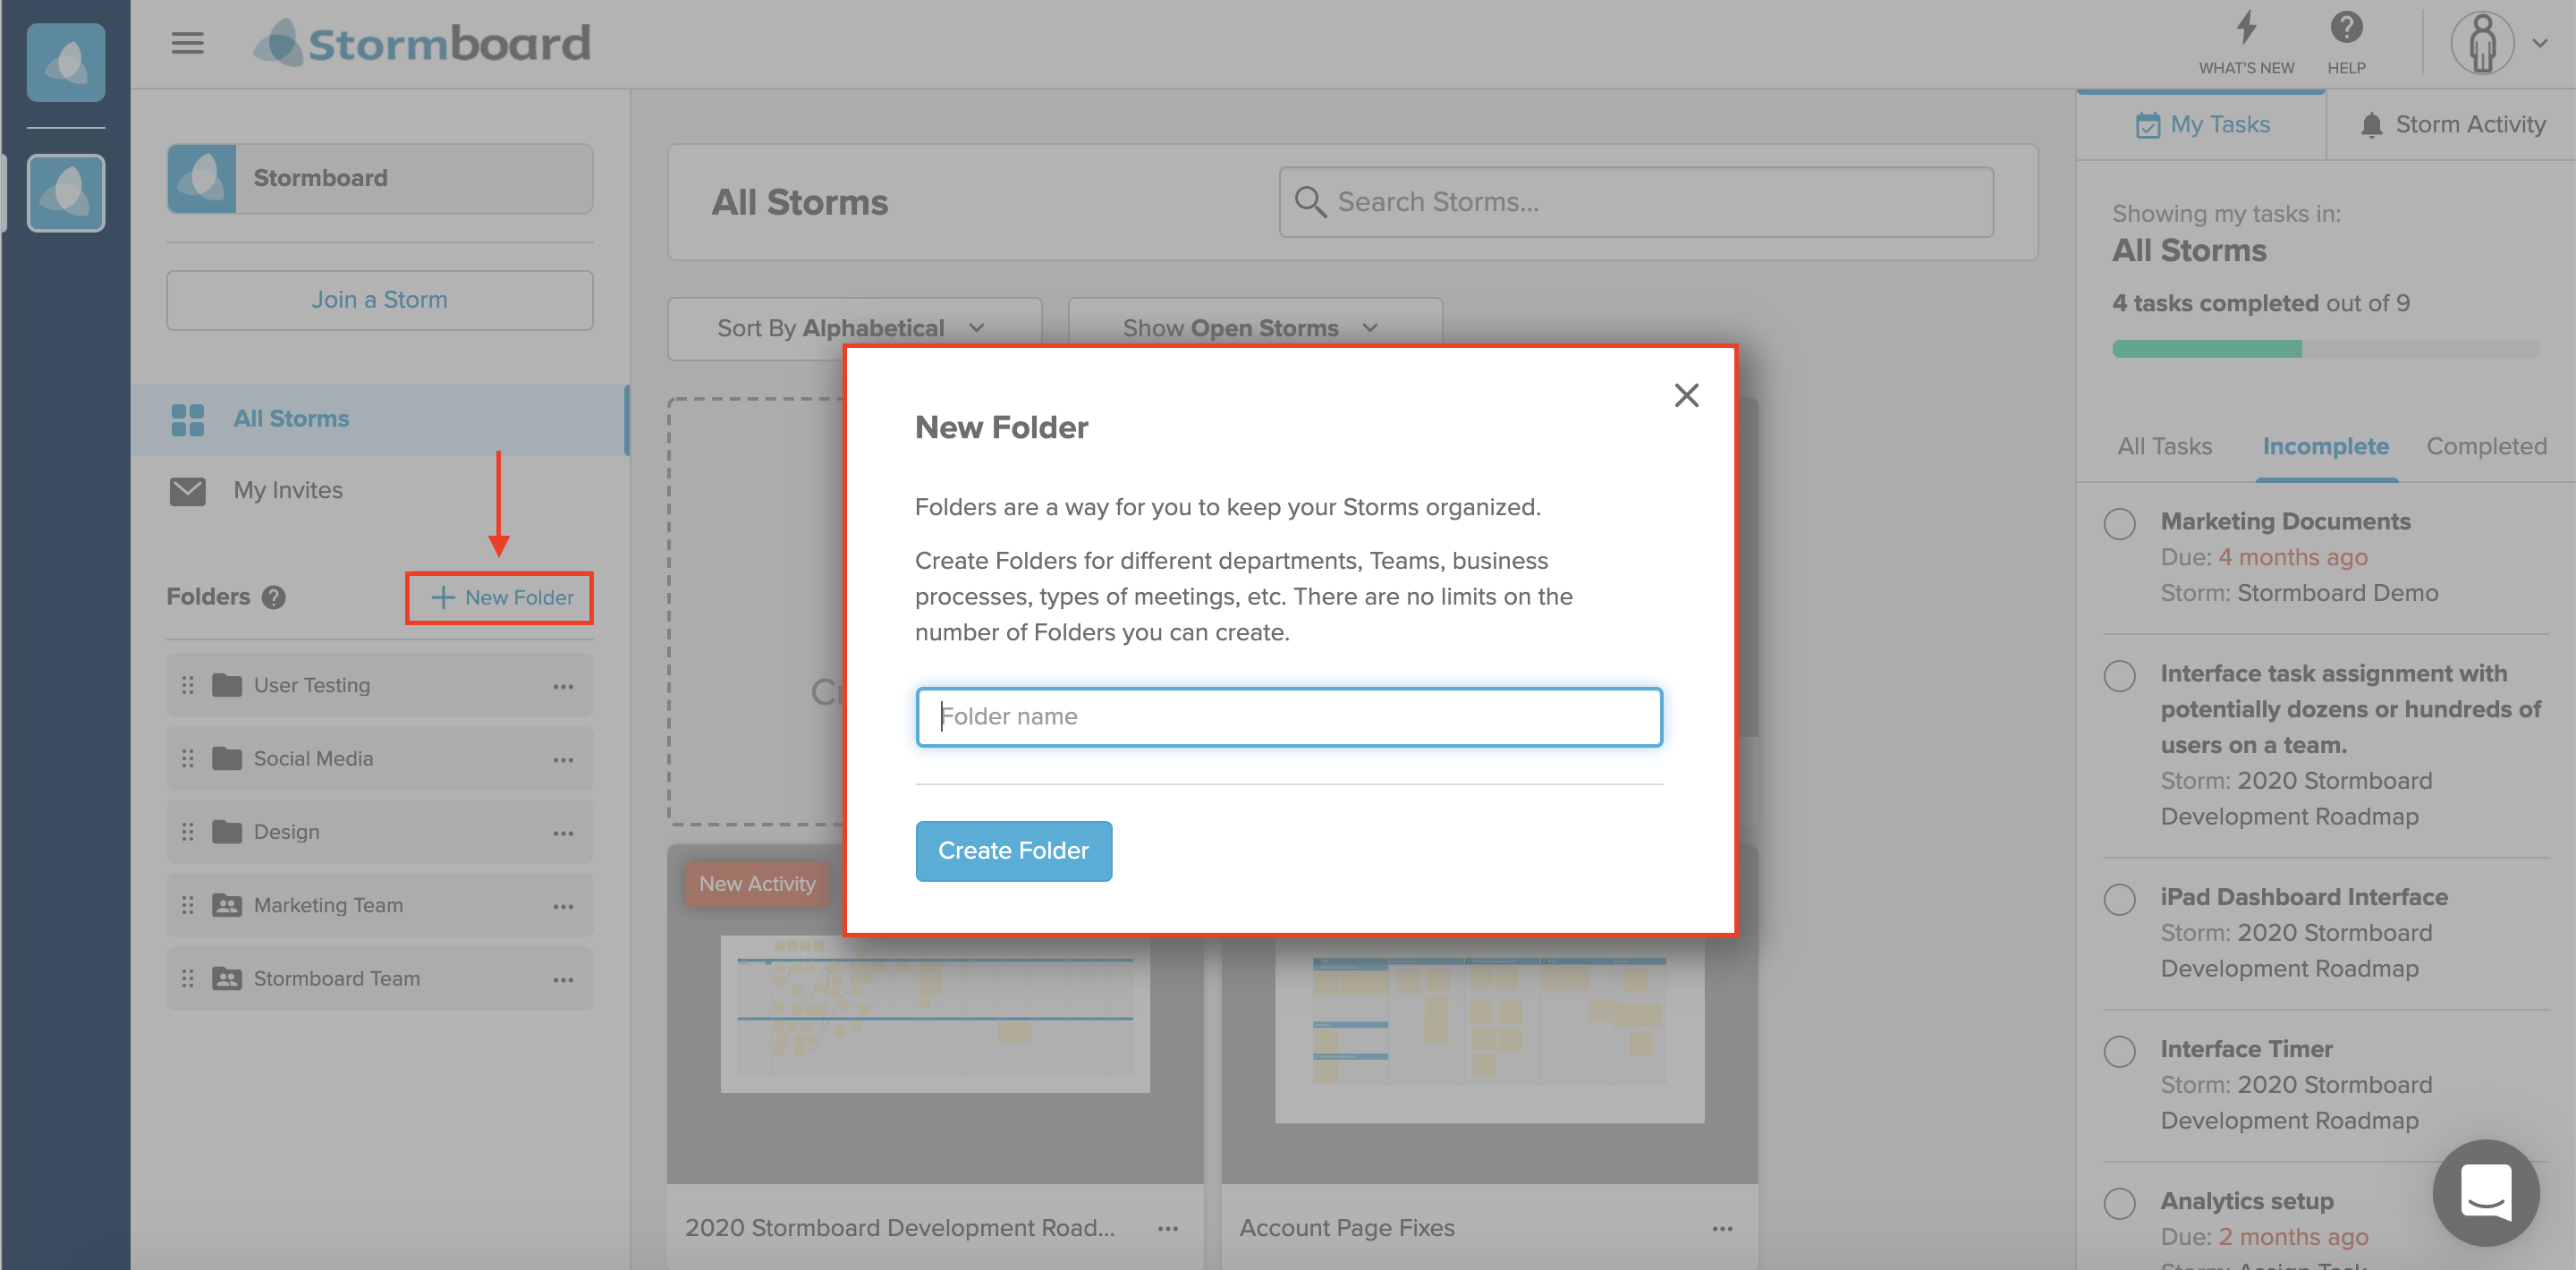 Stormboard
WHAT'S NEW
HELP
Stormboard
Join a Storm
All Storms
My Invites
Folders
New Folder
User Testing
Social Media
Design
Marketing Team
Stormboard Team
All Storms
Search Storms...
Sort By Alphabetical
Show Open Storms
New Folder
Folders are a way for you to keep your Storms organized.
Create Folders for different departments, Teams, business
processes, types of meetings, etc. There are no limits on the
number of Folders you can create.
Folder name
Create Folder
New Activity
2020 Stormboard Development Road...
Account Page Fixes
My Tasks
Storm Activity
Showing my tasks in:
All Storms
4 tasks completed out of 9
All Tasks
Incomplete
Completed
Marketing Documents
Due: 4 months ago
Storm: Stormboard Demo
Interface task assignment with
potentially dozens or hundreds of
users on a team.
Storm: 2020 Stormboard
Development Roadmap
iPad Dashboard Interface
Storm: 2020 Stormboard
Development Roadmap
Interface Timer
Storm: 2020 Stormboard
Development Roadmap
Analytics setup
Due: 2 months ago
Storm: Assign Task